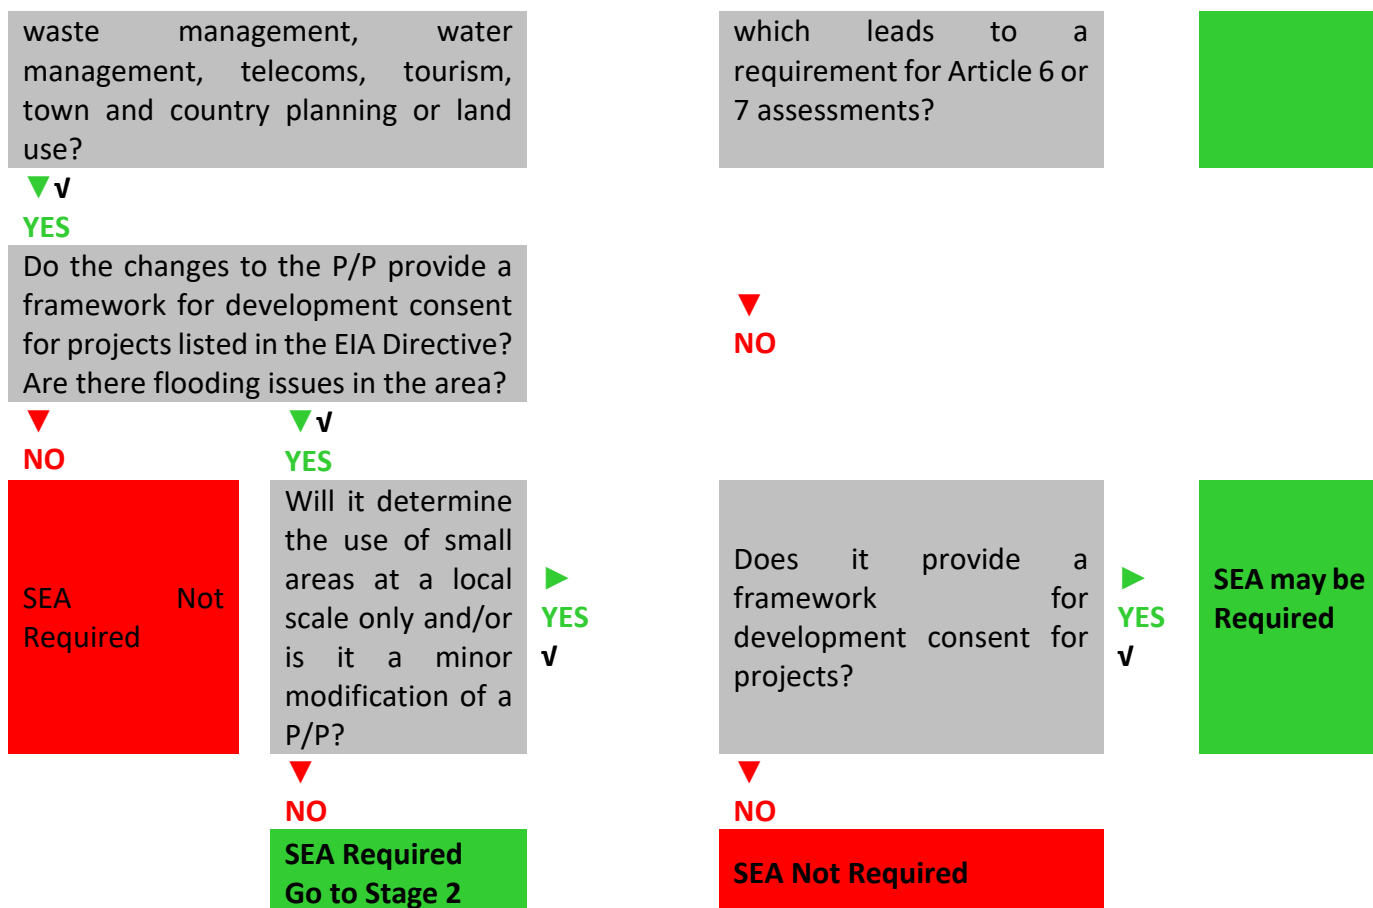 waste management, water
management, telecoms, tourism,
town and country planning or land
use?
which leads to a
requirement for Article 6 or
7 assessments?
▼√
YES
Do the changes to the P/P provide a
framework for development consent
for projects listed in the EIA Directive?
Are there flooding issues in the area?
▼
NO
▼
NO
▼√
YES
SEA Not
Required
Will it determine
the use of small
areas at a local
scale only and/or
is it a minor
modification of a
P/P?
►
YES
√
Does it provide a
framework for
development consent for
projects?
►
YES
√
SEA may be
Required
▼
NO
▼
NO
SEA Required
Go to Stage 2
SEA Not Required